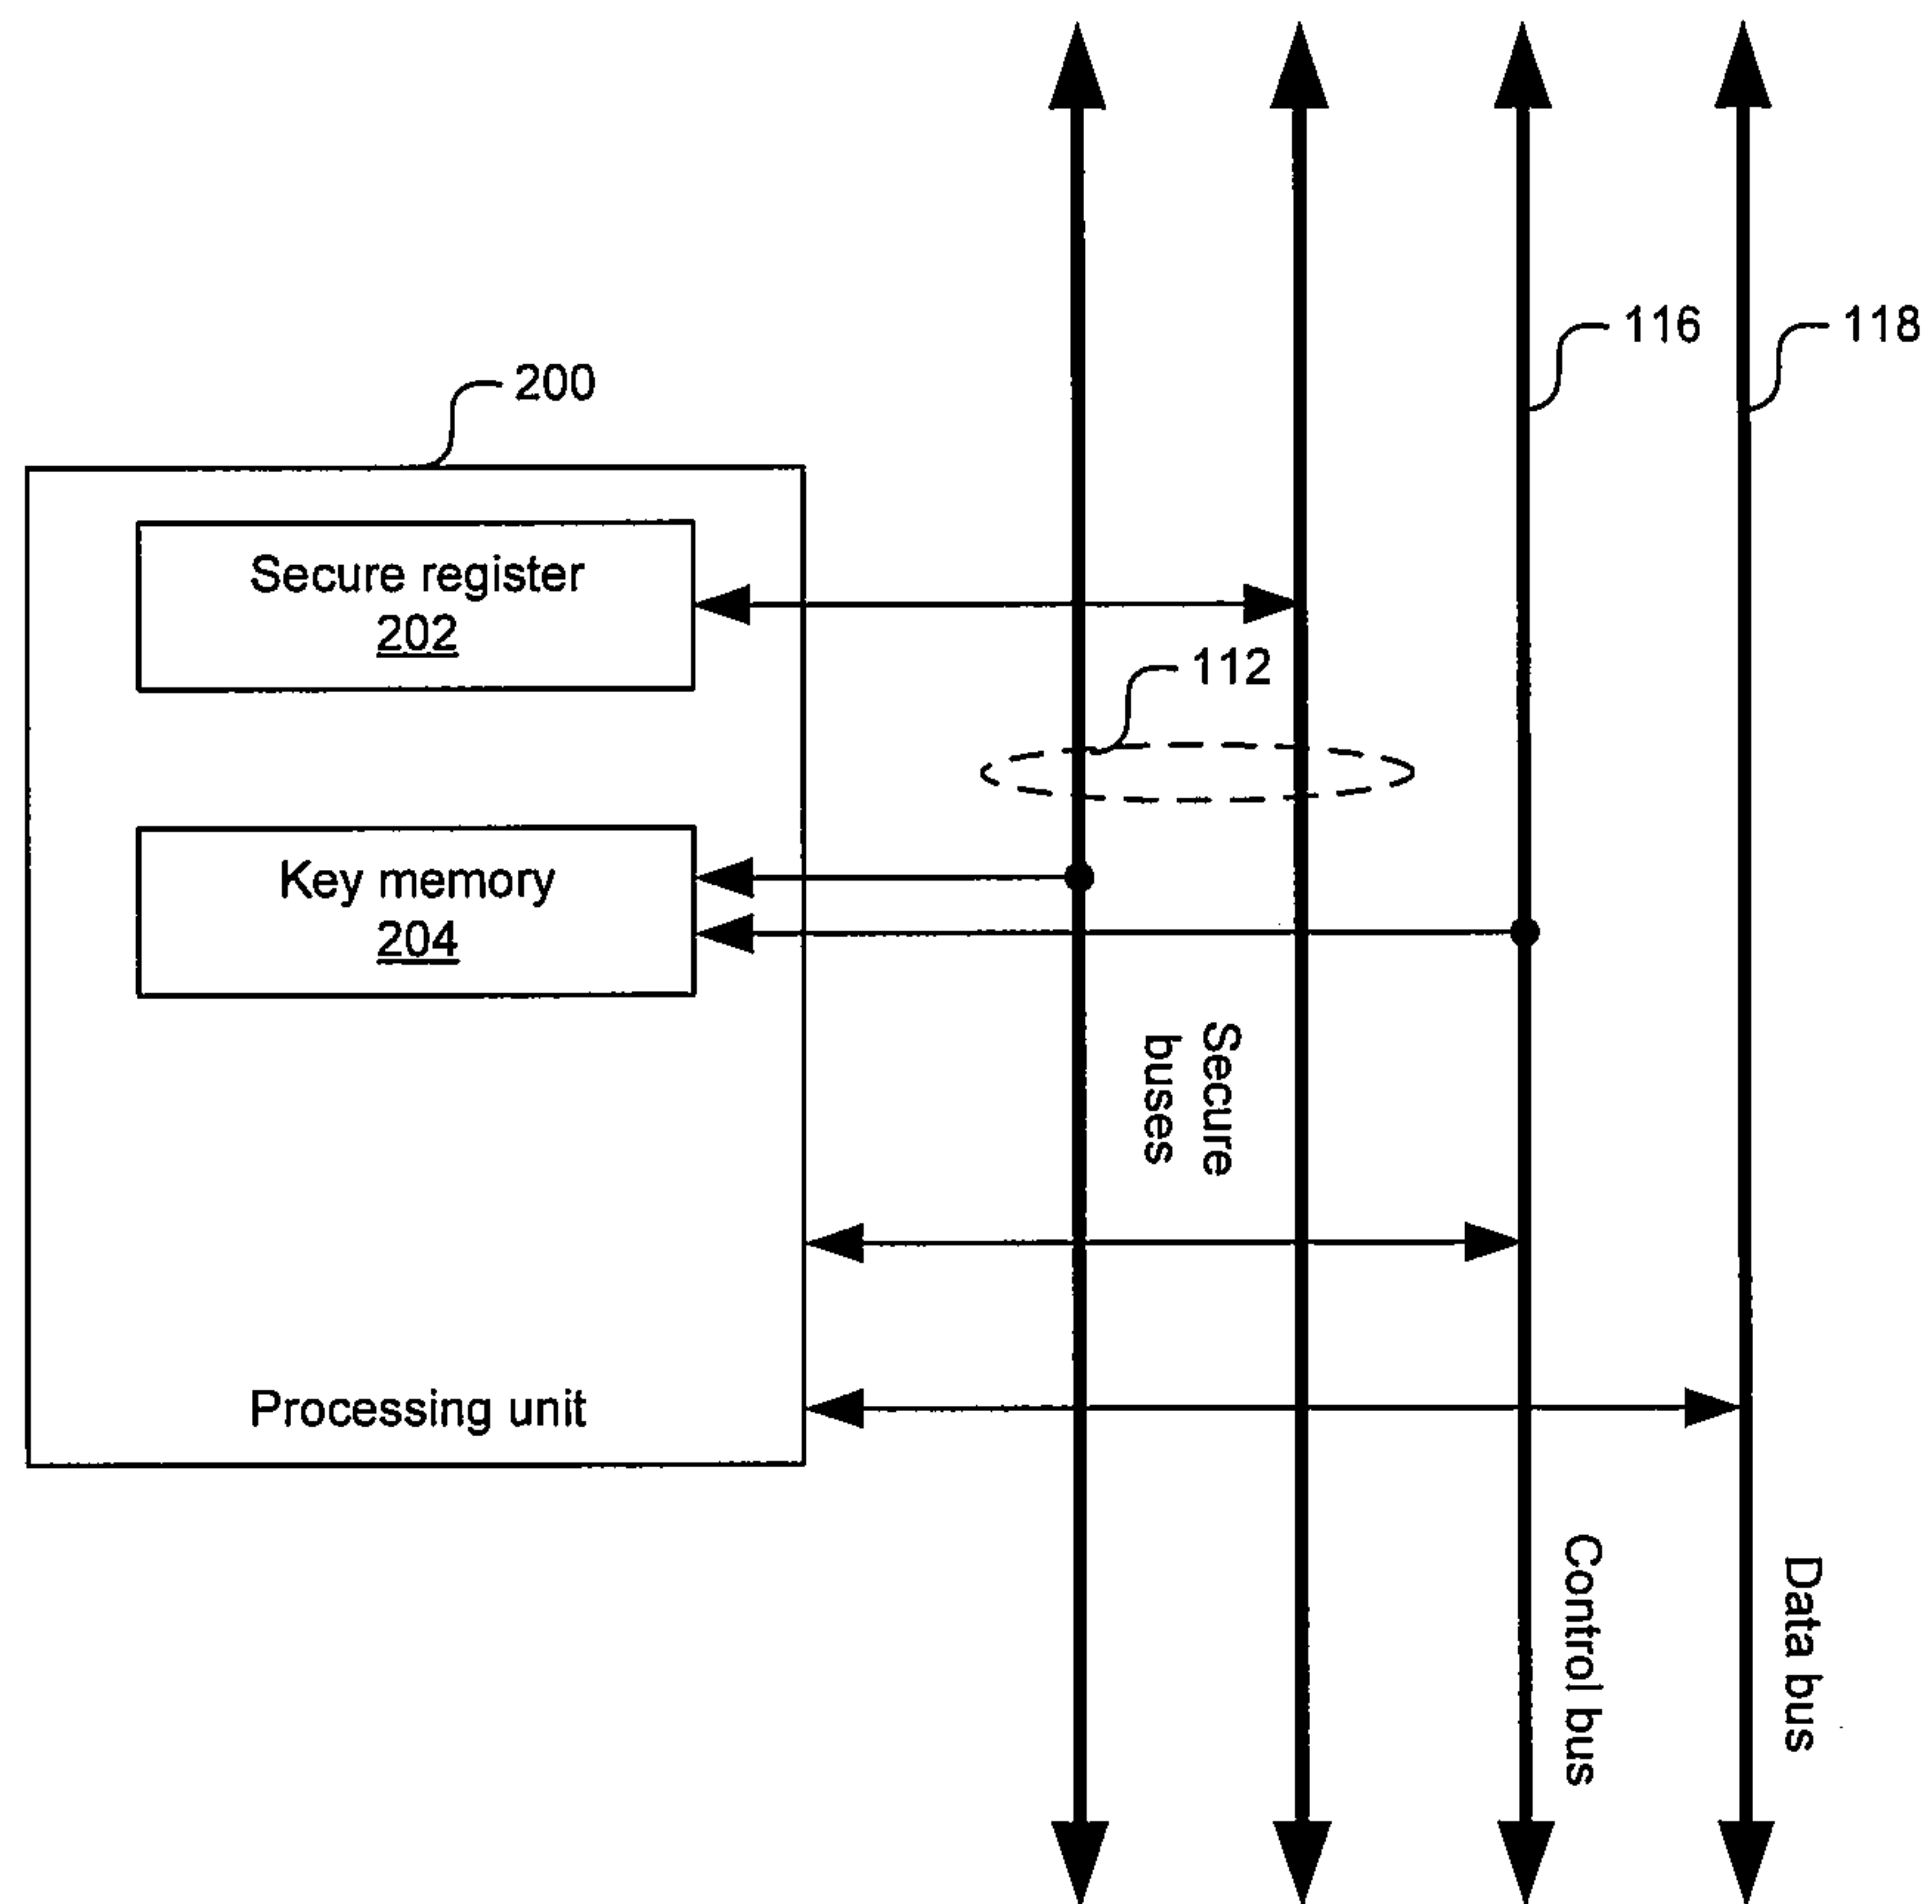 116
118
200
Secure register
202
112
Key memory
204
Secure
buses
Processing unit
Control bus
Data bus